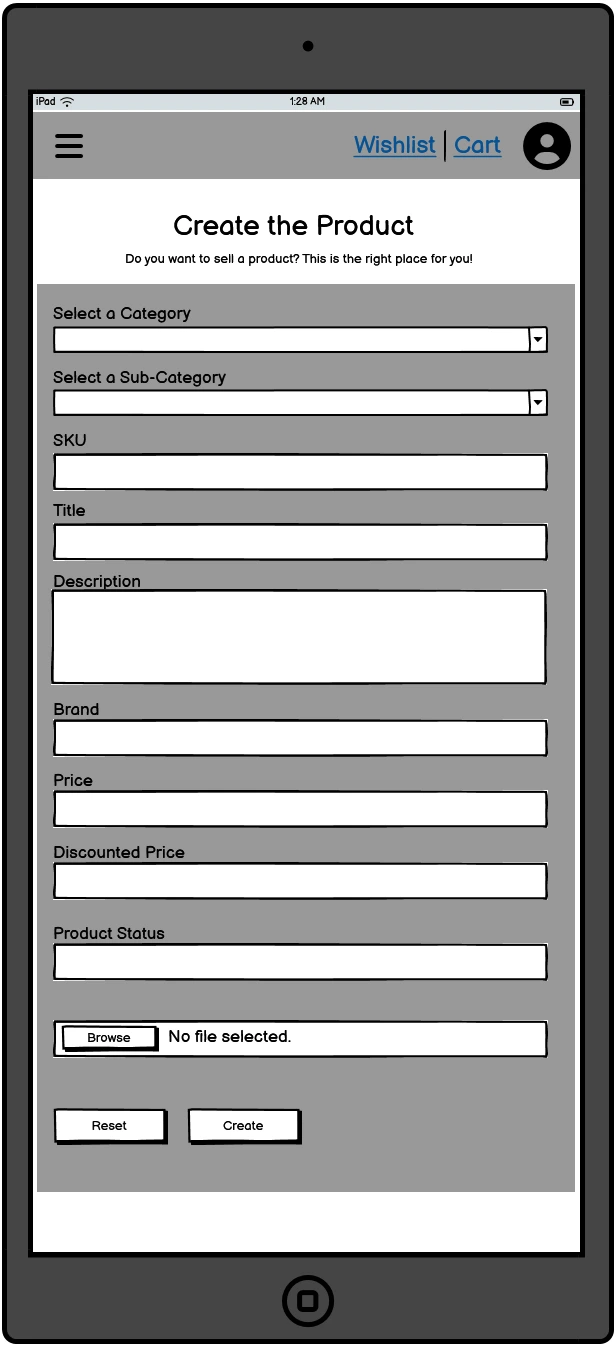 iPad 1:28 AM
Wishlist Cart
Create the Product
Do you want to sell a product? This is the right place for you!
Select a Category
Select a Sub-Category
SKU
Title
Description
Brand
Price
Discounted Price
Product Status
Browse No file selected.
Reset Create